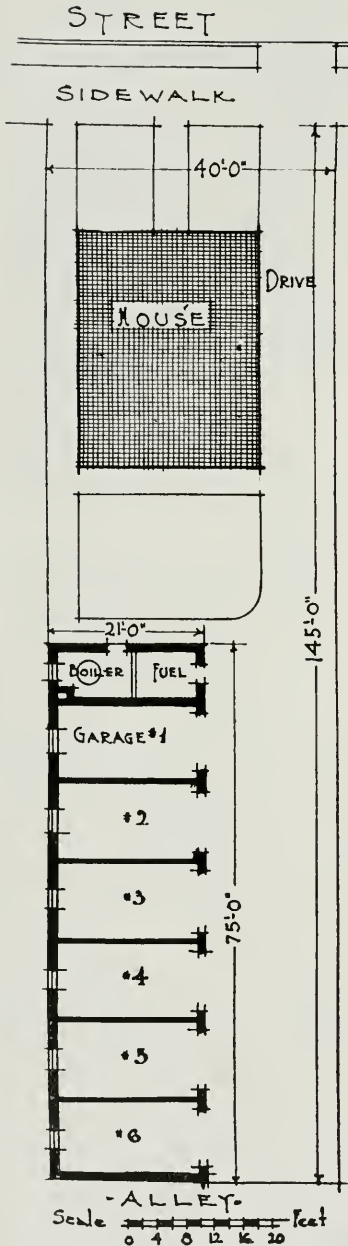 STREET
SIDEWALK
40'-0"
DRIVE
HOUSE
145'-0"
21'-0"
BOILER FUEL
GARAGE #1
#2
#3
75'-0"
#4
#5
#6
-ALLEY-
Scale Feet
0 4 8 12 16 20